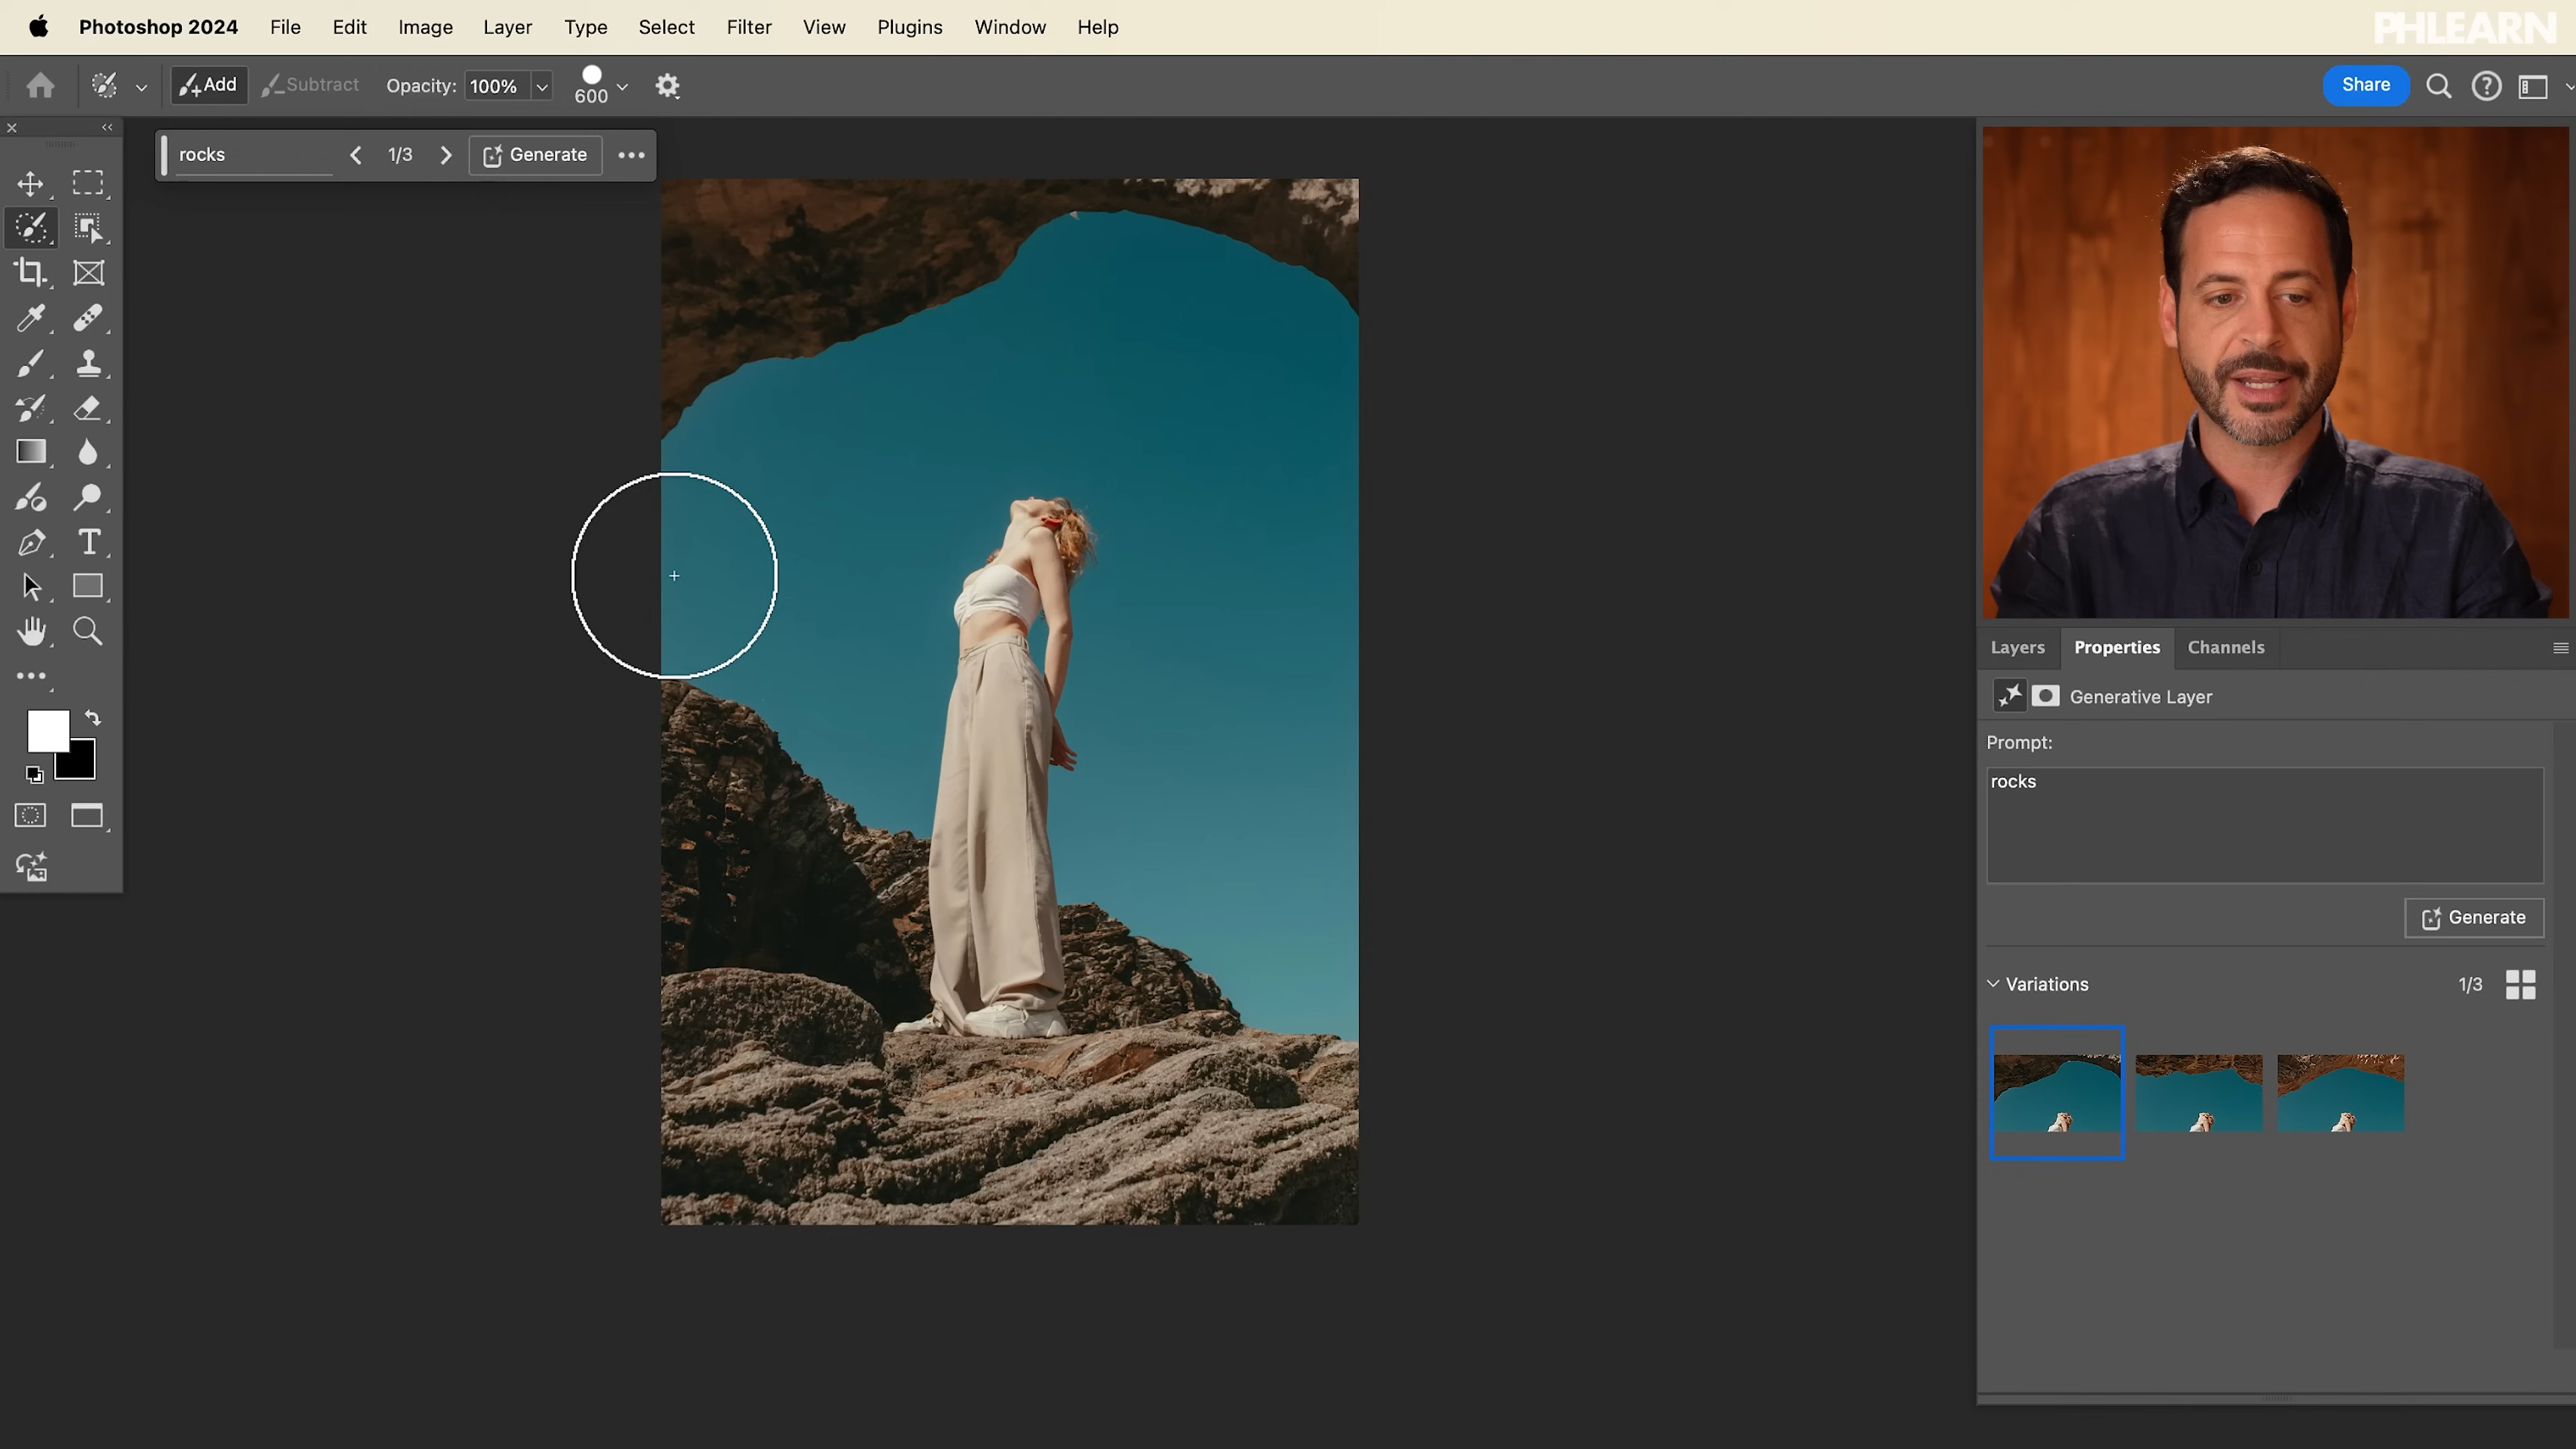 Photoshop 2024 File Edit Image Layer Type Select Filter View Plugins Window Help
PHLEARN
Add Subtract Opacity: 100% 600 Share
rocks 1/3 Generate
Layers Properties Channels
Generative Layer
Prompt:
rocks
Generate
Variations 1/3